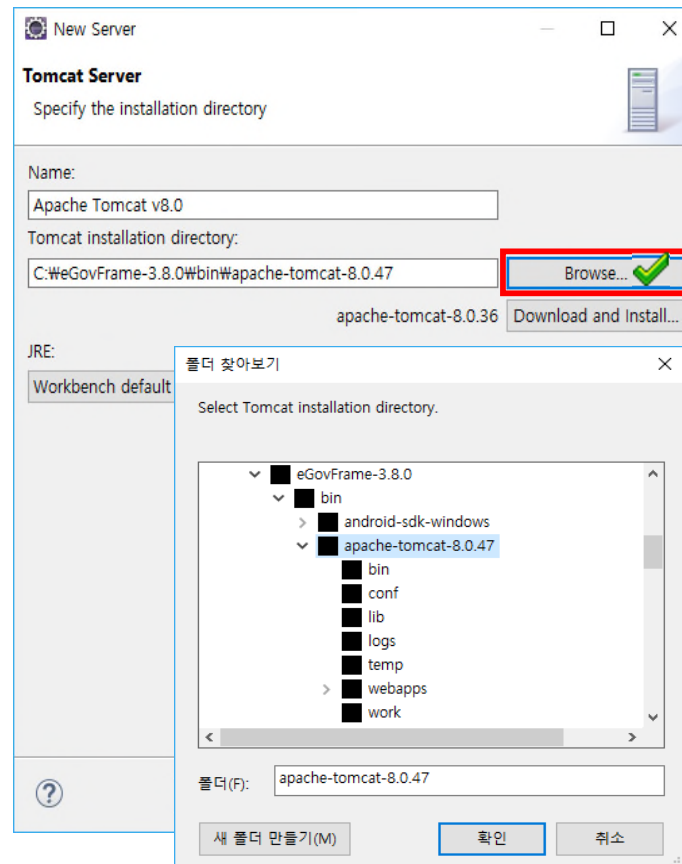 New Server
Tomcat Server
Specify the installation directory
Name:
Apache Tomcat v8.0
Tomcat installation directory:
C:₩eGovFrame-3.8.0₩bin₩apache-tomcat-8.0.47
Browse...
apache-tomcat-8.0.36
Download and Install...
JRE:
Workbench default
폴더 찾아보기
Select Tomcat installation directory.
eGovFrame-3.8.0
bin
android-sdk-windows
apache-tomcat-8.0.47
bin
conf
lib
logs
temp
webapps
work
폴더(F):
apache-tomcat-8.0.47
새 폴더 만들기(M)
확인
취소